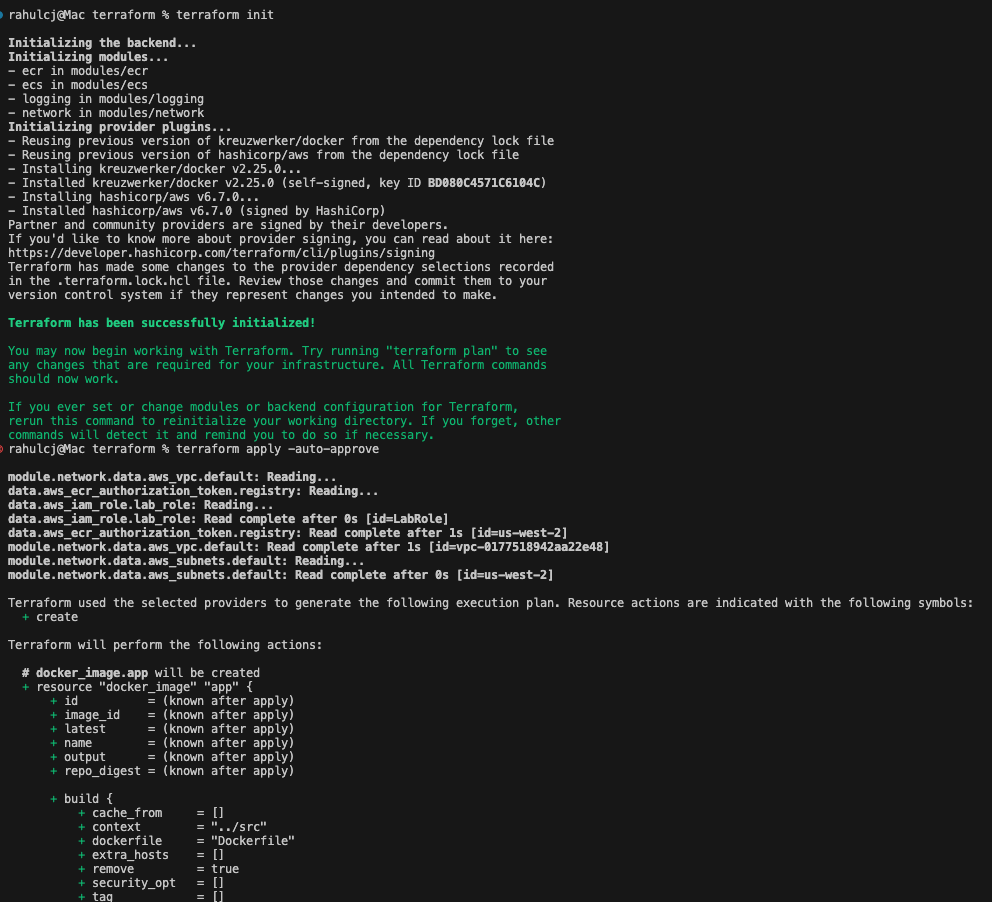 rahulcj@Mac terraform % terraform init
Initializing the backend...
Initializing modules...
- ecr in modules/ecr
- ecs in modules/ecs
- logging in modules/logging
- network in modules/network
Initializing provider plugins...
- Reusing previous version of kreuzwerker/docker from the dependency lock file
- Reusing previous version of hashicorp/aws from the dependency lock file
- Installing kreuzwerker/docker v2.25.0...
- Installed kreuzwerker/docker v2.25.0 (self-signed, key ID BD080C4571C6104C)
- Installing hashicorp/aws v6.7.0...
- Installed hashicorp/aws v6.7.0 (signed by HashiCorp)
Partner and community providers are signed by their developers.
If you'd like to know more about provider signing, you can read about it here:
https://developer.hashicorp.com/terraform/cli/plugins/signing
Terraform has made some changes to the provider dependency selections recorded
in the .terraform.lock.hcl file. Review those changes and commit them to your
version control system if they represent changes you intended to make.
Terraform has been successfully initialized!
You may now begin working with Terraform. Try running "terraform plan" to see
any changes that are required for your infrastructure. All Terraform commands
should now work.
If you ever set or change modules or backend configuration for Terraform,
rerun this command to reinitialize your working directory. If you forget, other
commands will detect it and remind you to do so if necessary.
rahulcj@Mac terraform % terraform apply -auto-approve
module.network.data.aws_vpc.default: Reading...
data.aws_ecr_authorization_token.registry: Reading...
data.aws_iam_role.lab_role: Reading...
data.aws_iam_role.lab_role: Read complete after 0s [id=LabRole]
data.aws_ecr_authorization_token.registry: Read complete after 1s [id=us-west-2]
module.network.data.aws_vpc.default: Read complete after 1s [id=vpc-0177518942aa22e48]
module.network.data.aws_subnets.default: Reading...
module.network.data.aws_subnets.default: Read complete after 0s [id=us-west-2]
Terraform used the selected providers to generate the following execution plan. Resource actions are indicated with the following symbols:
+ create
Terraform will perform the following actions:
# docker_image.app will be created
+ resource "docker_image" "app" {
+ id          = (known after apply)
+ image_id    = (known after apply)
+ latest      = (known after apply)
+ name        = (known after apply)
+ output      = (known after apply)
+ repo_digest = (known after apply)
+ build {
+ cache_from     = []
+ context        = "../src"
+ dockerfile     = "Dockerfile"
+ extra_hosts    = []
+ remove         = true
+ security_opt   = []
+ tag            = []